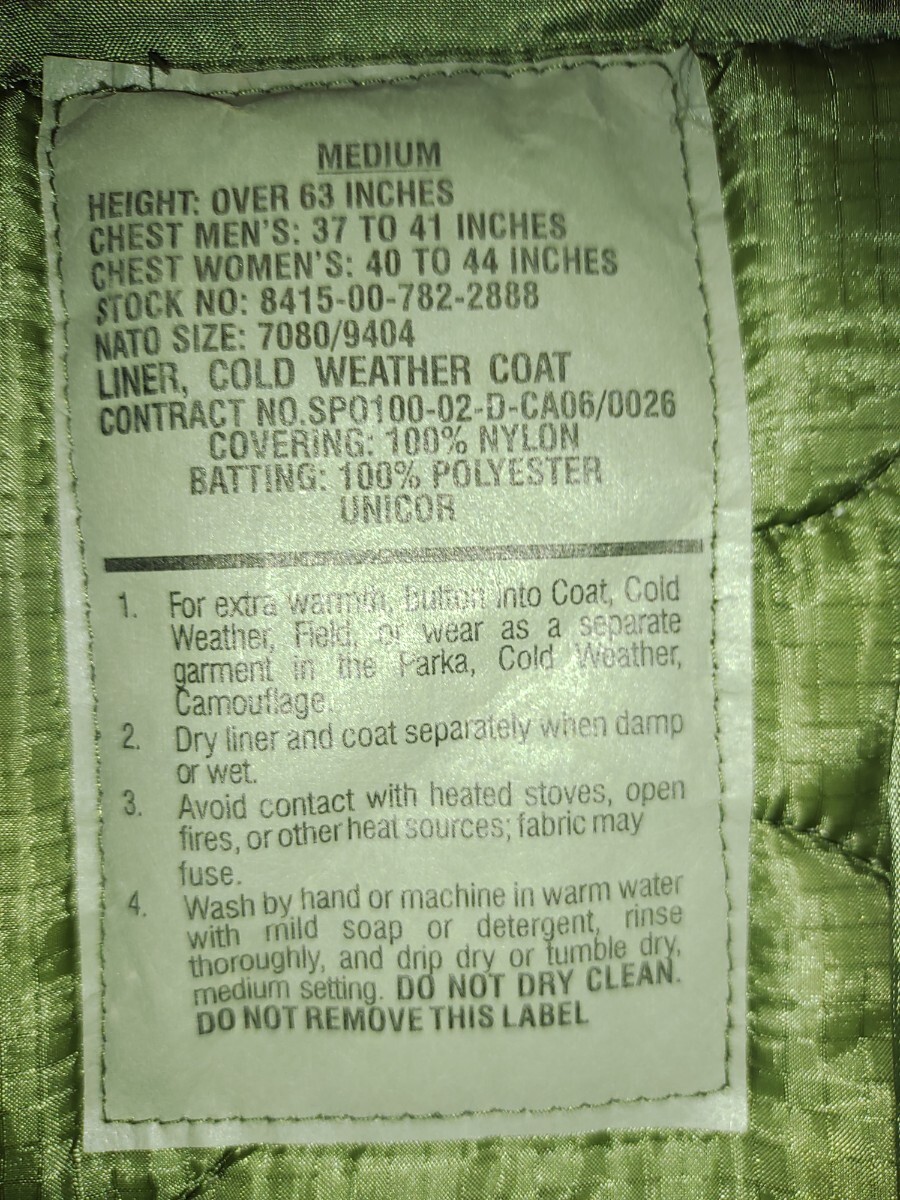 MEDIUM
HEIGHT: OVER 63 INCHES
CHEST MEN'S: 37 TO 41 INCHES
CHEST WOMEN'S: 40 TO 44 INCHES
STOCK NO: 8415-00-782-2888
NATO SIZE: 7080/9404
LINER, COLD WEATHER COAT
CONTRACT NO.SPO100-02-D-CA06/0026
COVERING: 100% NYLON
BATTING: 100% POLYESTER
UNICOR
1. For extra warmth, button into Coat, Cold
Weather, Field, or wear as a separate
garment in the Parka, Cold Weather,
Camouflage.
2. Dry liner and coat separately when damp
or wet.
3. Avoid contact with heated stoves, open
fires, or other heat sources; fabric may
fuse.
4. Wash by hand or machine in warm water
with mild soap or detergent, rinse
thoroughly, and drip dry or tumble dry,
medium setting. DO NOT DRY CLEAN.
DO NOT REMOVE THIS LABEL